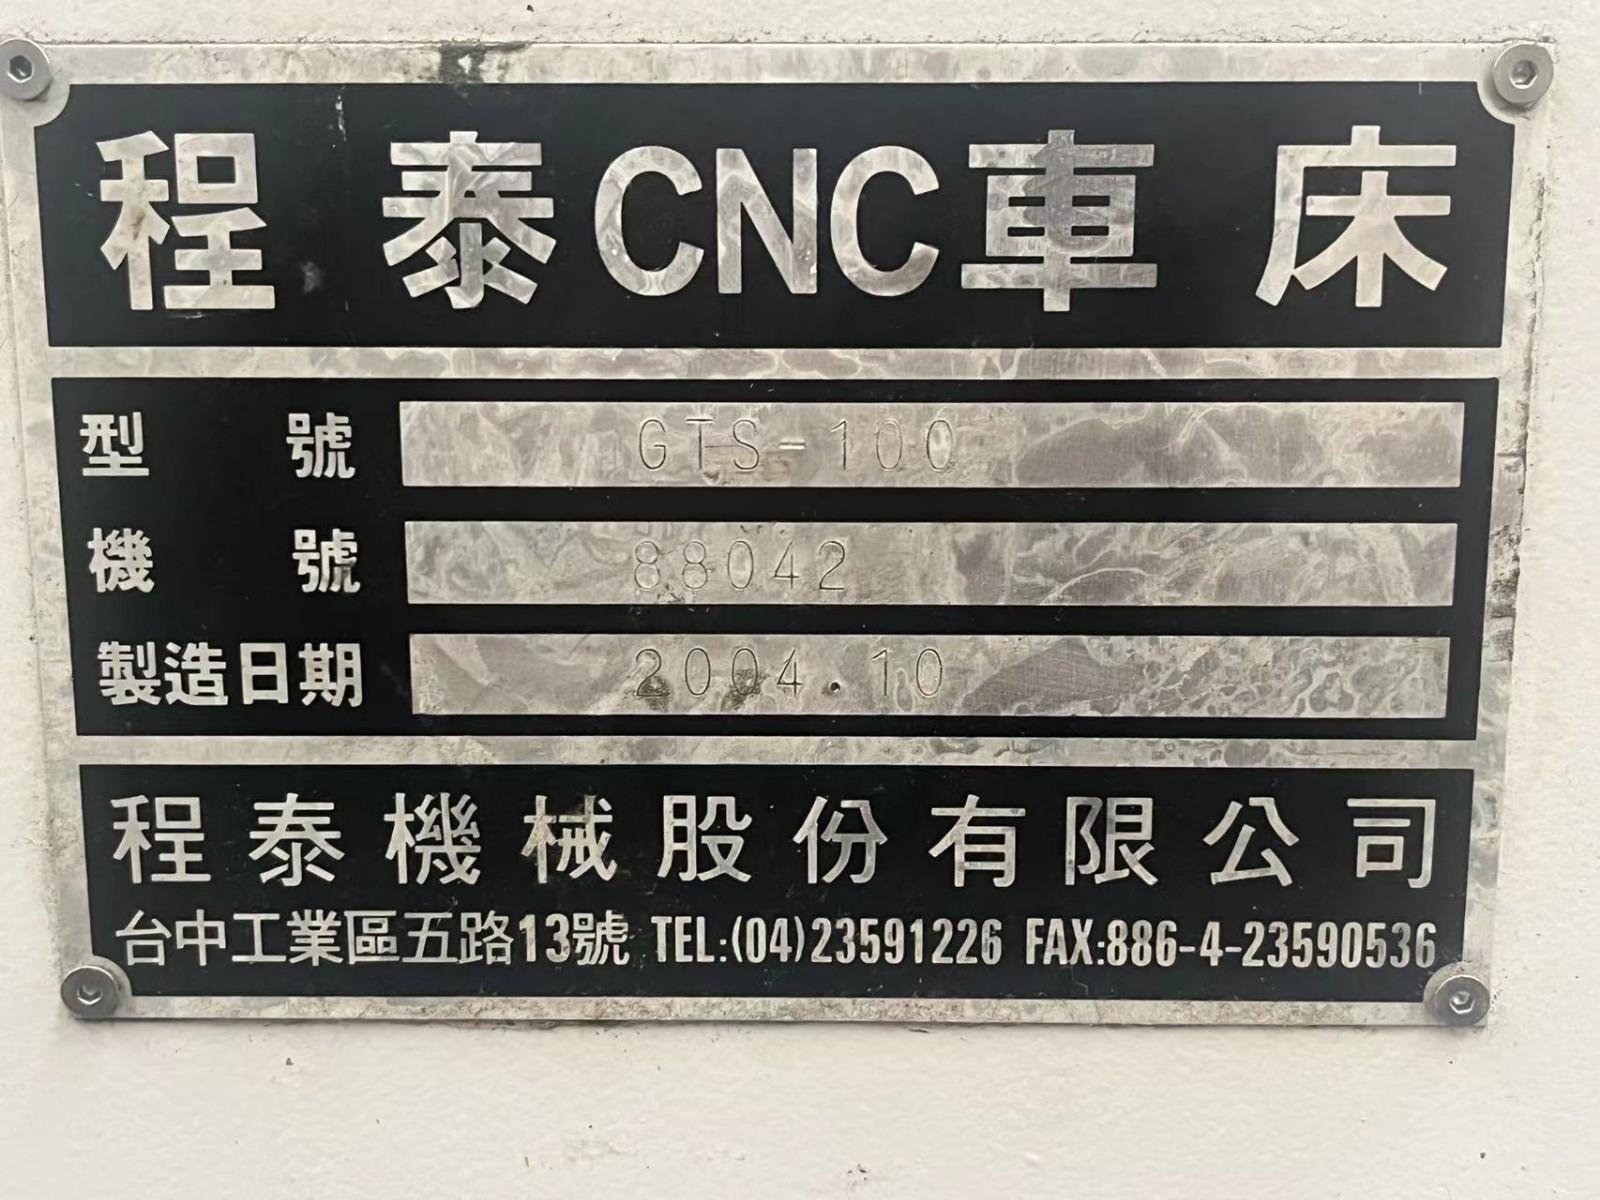 程泰CNC車床
型號 GTS-100
機號 88042
製造日期 2004.10
程泰機械股份有限公司
台中工業區五路13號 TEL:(04)23591226 FAX:886-4-23590536